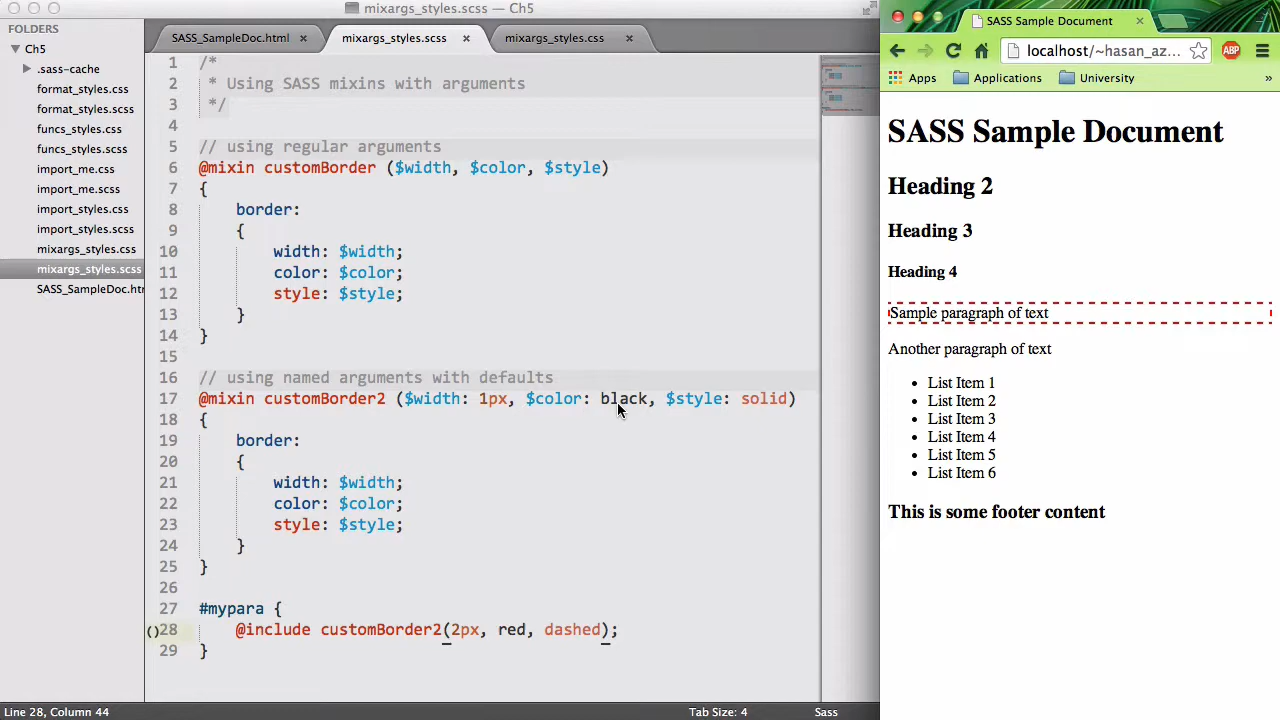 mixargs_styles.scss — Ch5
FOLDERS
Ch5
.sass-cache
format_styles.css
format_styles.scss
funcs_styles.css
funcs_styles.scss
import_me.css
import_me.scss
import_styles.css
import_styles.scss
mixargs_styles.css
mixargs_styles.scss
SASS_SampleDoc.htr
SASS_SampleDoc.html ×
mixargs_styles.scss ×
mixargs_styles.css ×
1 /*
2 * Using SASS mixins with arguments
3 */
4
5 // using regular arguments
6 @mixin customBorder ($width, $color, $style)
7 {
8 border:
9 {
10 width: $width;
11 color: $color;
12 style: $style;
13 }
14 }
15
16 // using named arguments with defaults
17 @mixin customBorder2 ($width: 1px, $color: black, $style: solid)
18 {
19 border:
20 {
21 width: $width;
22 color: $color;
23 style: $style;
24 }
25 }
26
27 #mypara {
()28 @include customBorder2(2px, red, dashed);
29 }
Line 28, Column 44
Tab Size: 4
Sass
SASS Sample Document ×
localhost/~hasan_az...
ABP
Apps
Applications
University
»
SASS Sample Document
Heading 2
Heading 3
Heading 4
Sample paragraph of text
Another paragraph of text
• List Item 1
• List Item 2
• List Item 3
• List Item 4
• List Item 5
• List Item 6
This is some footer content